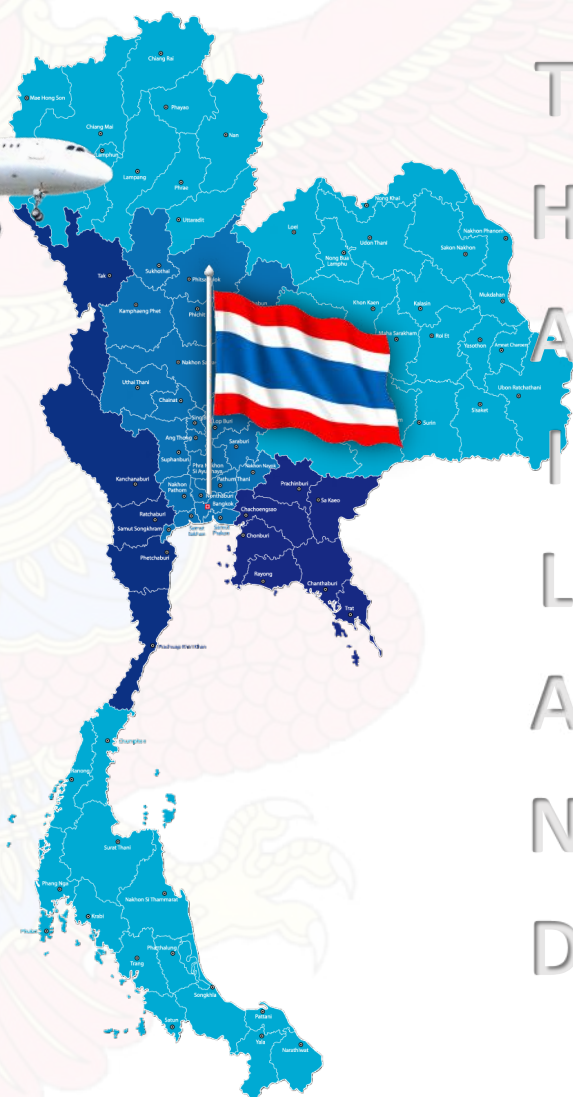 Chiang Rai
Mae Hong Son
Phayao
Chiang Mai
Nan
Lamphun
Lampang
Phrae
Uttaradit
Nong Khai
Loei
Udon Thani
Nakhon Phanom
Nong Bua
Lamphu
Sakon Nakhon
Tak
Sukhothai
Khon Kaen
Kalasin
Mukdahan
Kamphaeng Phet
Phichit
Maha Sarakham
Roi Et
Yasothon
Amnat Charoen
Uthai Thani
Chainat
Ubon Ratchathani
Sisaket
Surin
Lop Buri
Ang Thong
Saraburi
Suphanburi
Phra Nakhon
Si Ayutthaya
Nakhon Nayok
Pathum Thani
Kanchanaburi
Nakhon
Pathom
Nonthaburi
Bangkok
Prachinburi
Sa Kaeo
Ratchaburi
Chachoengsao
Samut Songkhram
Samut
Sakhon
Samut
Prakan
Chonburi
Phetchaburi
Rayong
Chanthaburi
Trat
Prachuap Khiri Khan
Chumphon
Ranong
Surat Thani
Phang Nga
Nakhon Si Thammarat
Krabi
Phuket
Phatthalung
Trang
Songkhla
Satun
Pattani
Yala
Narathiwat
T
H
A
I
L
A
N
D